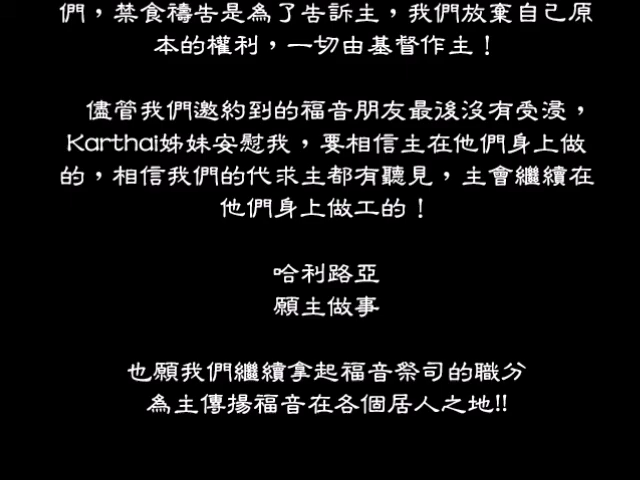 們，禁食禱告是為了告訴主，我們放棄自己原
本的權利，一切由基督作主！
儘管我們邀約到的福音朋友最後沒有受浸，
Karthai姊妹安慰我，要相信主在他們身上做
的，相信我們的代求主都有聽見，主會繼續在
他們身上做工的！
哈利路亞
願主做事
也願我們繼續拿起福音祭司的職分
為主傳揚福音在各個居人之地!!